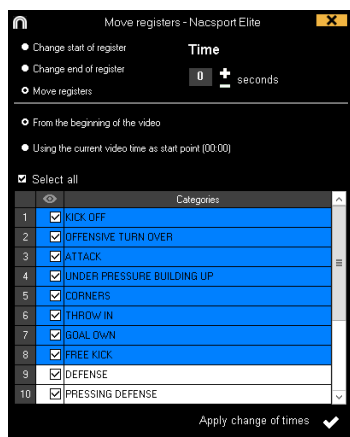 Move registers - Nacsport Elite
Change start of register
Time
Change end of register
0
seconds
Move registers
From the beginning of the video
Using the current video time as start point (00:00)
Select all
Categories
1 KICK OFF
2 OFFENSIVE TURN OVER
3 ATTACK
4 UNDER PRESSURE BUILDING UP
5 CORNERS
6 THROW IN
7 GOAL OWN
8 FREE KICK
9 DEFENSE
10 PRESSING DEFENSE
Apply change of times